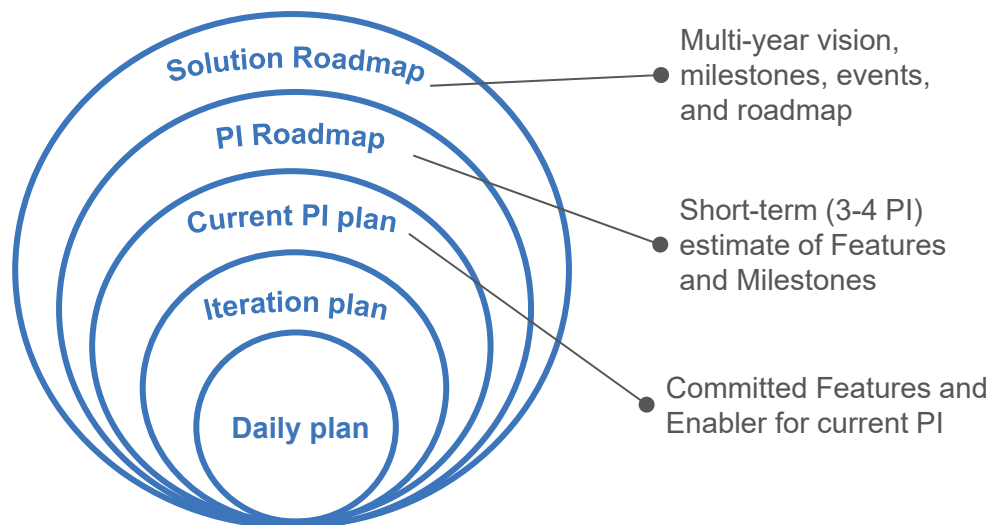 Solution Roadmap
PI Roadmap
Current PI plan
Iteration plan
Daily plan
Multi-year vision,
milestones, events,
and roadmap
Short-term (3-4 PI)
estimate of Features
and Milestones
Committed Features and
Enabler for current PI